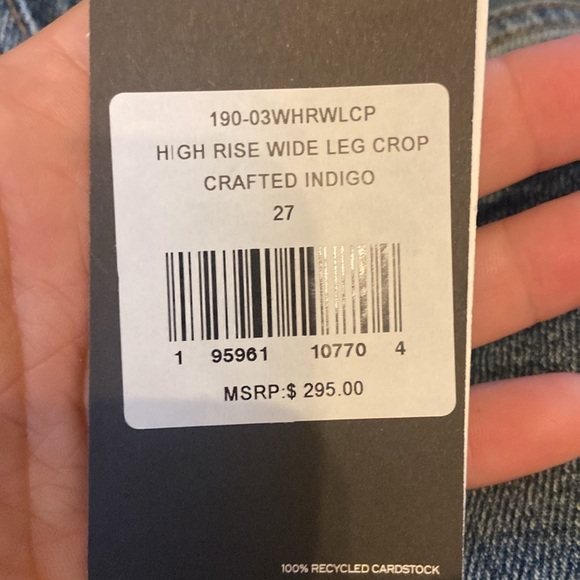 190-03WHRWLCP
HIGH RISE WIDE LEG CROP
CRAFTED INDIGO
27
1 95961 10770 4
MSRP:$ 295.00
100% RECYCLED CARDSTOCK